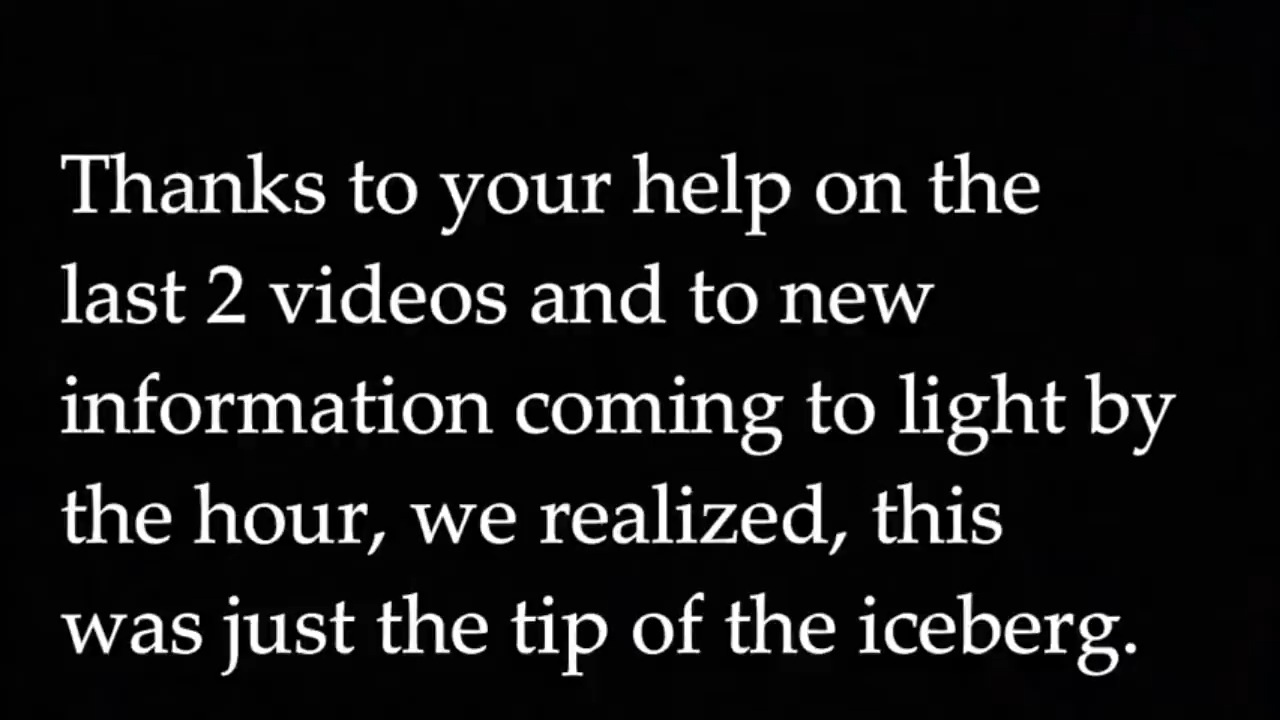 Thanks to your help on the
last 2 videos and to new
information coming to light by
the hour, we realized, this
was just the tip of the iceberg.